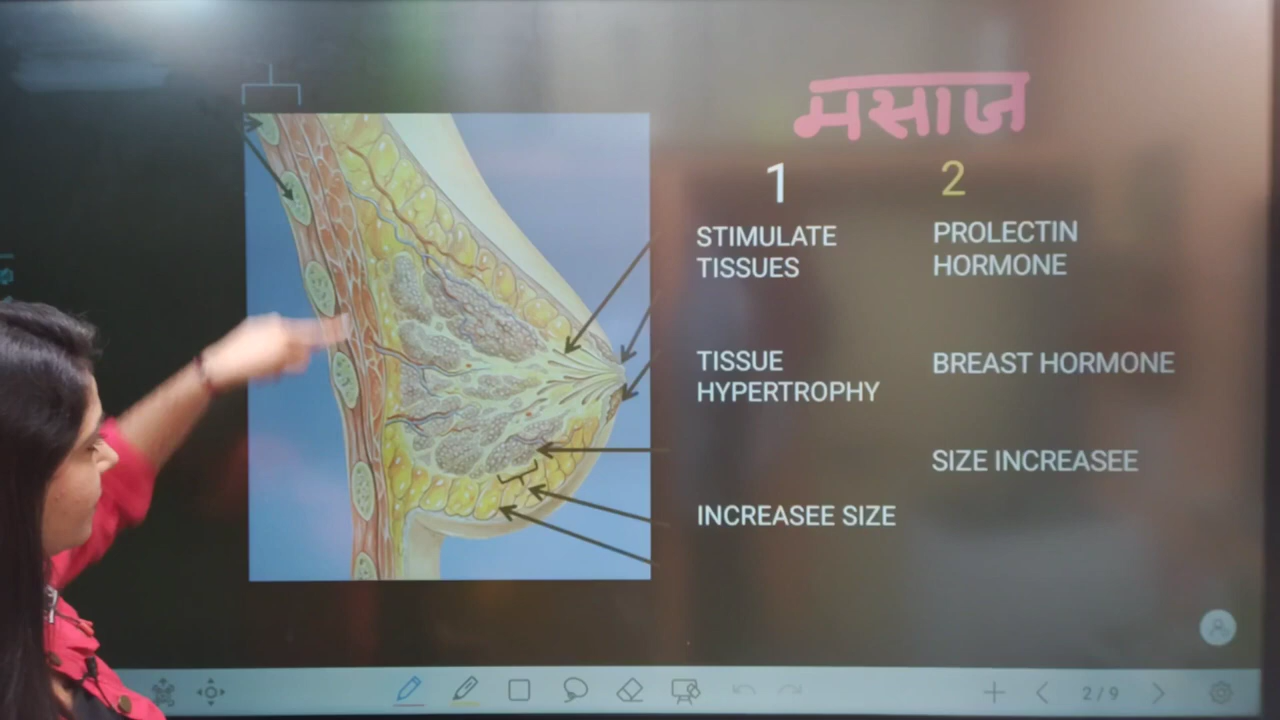 मसाज
1
2
STIMULATE
TISSUES
PROLECTIN
HORMONE
TISSUE
HYPERTROPHY
BREAST HORMONE
SIZE INCREASEE
INCREASEE SIZE
2/9